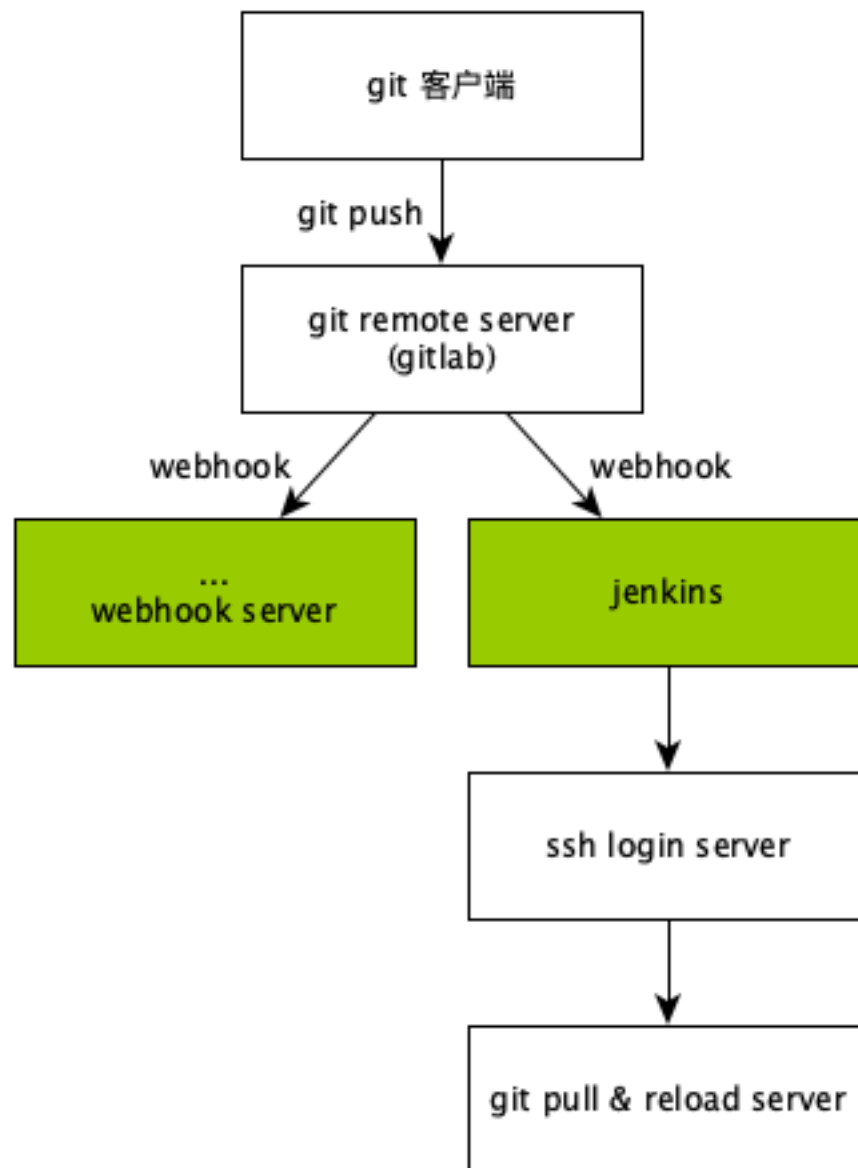 git 客户端
git push
git remote server
(gitlab)
webhook
webhook
...
webhook server
jenkins
ssh login server
git pull & reload server